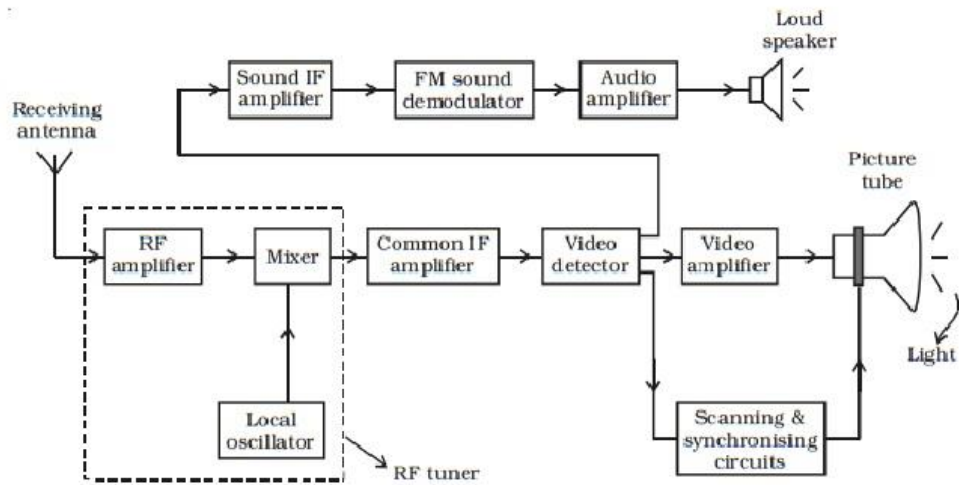 Loud
speaker
Sound IF
amplifier
FM sound
demodulator
Audio
amplifier
Receiving
antenna
Picture
tube
RF
amplifier
Mixer
Common IF
amplifier
Video
detector
Video
amplifier
Light
Local
oscillator
Scanning &
synchronising
circuits
RF tuner